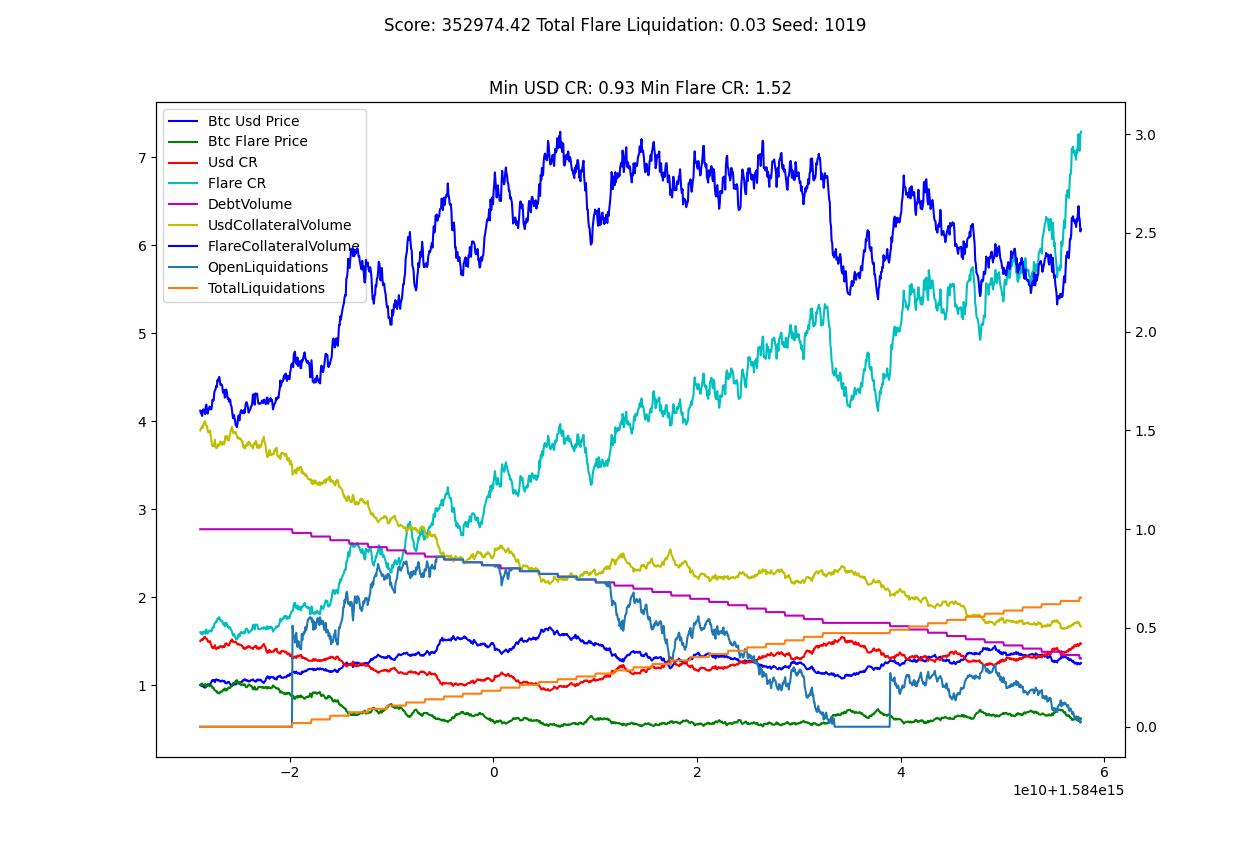 Score: 352974.42 Total Flare Liquidation: 0.03 Seed: 1019
Min USD CR: 0.93 Min Flare CR: 1.52
Btc Usd Price
Btc Flare Price
Usd CR
Flare CR
DebtVolume
UsdCollateralVolume
FlareCollateralVolume
OpenLiquidations
TotalLiquidations
7
6
5
4
3
2
1
3.0
2.5
2.0
1.5
1.0
0.5
0.0
−2 0 2 4 6
1e10+1.584e15